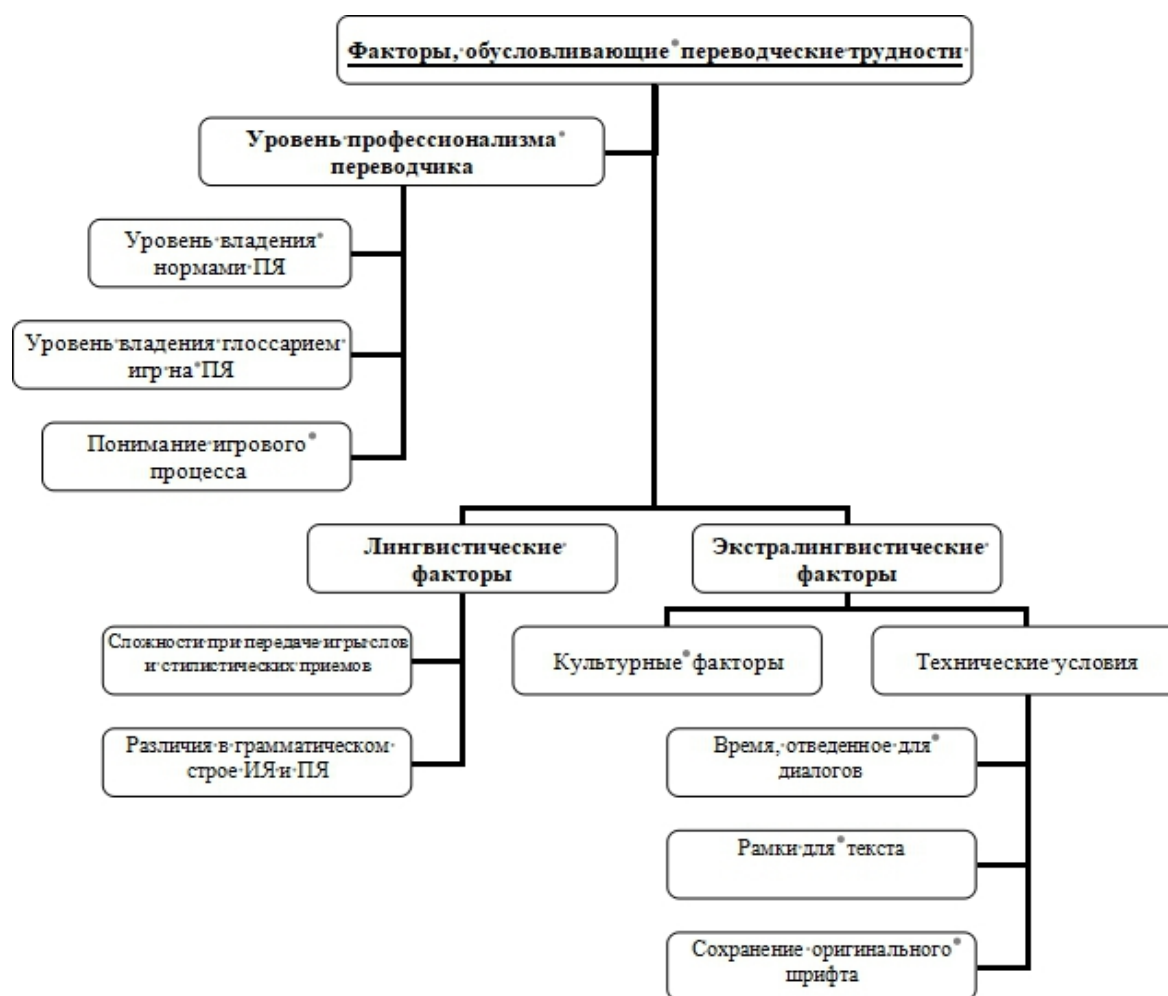 Факторы, обусловливающие переводческие трудности
Уровень профессионализма
переводчика
Уровень владения
нормами ПЯ
Уровень владения глоссарием
игр на ПЯ
Понимание игрового
процесса
Лингвистические
факторы
Экстралингвистические
факторы
Сложности при передаче игры слов
и стилистических приемов
Культурные факторы
Технические условия
Различия в грамматическом
строе ИЯ и ПЯ
Время, отведенное для
диалогов
Рамки для текста
Сохранение оригинального
шрифта